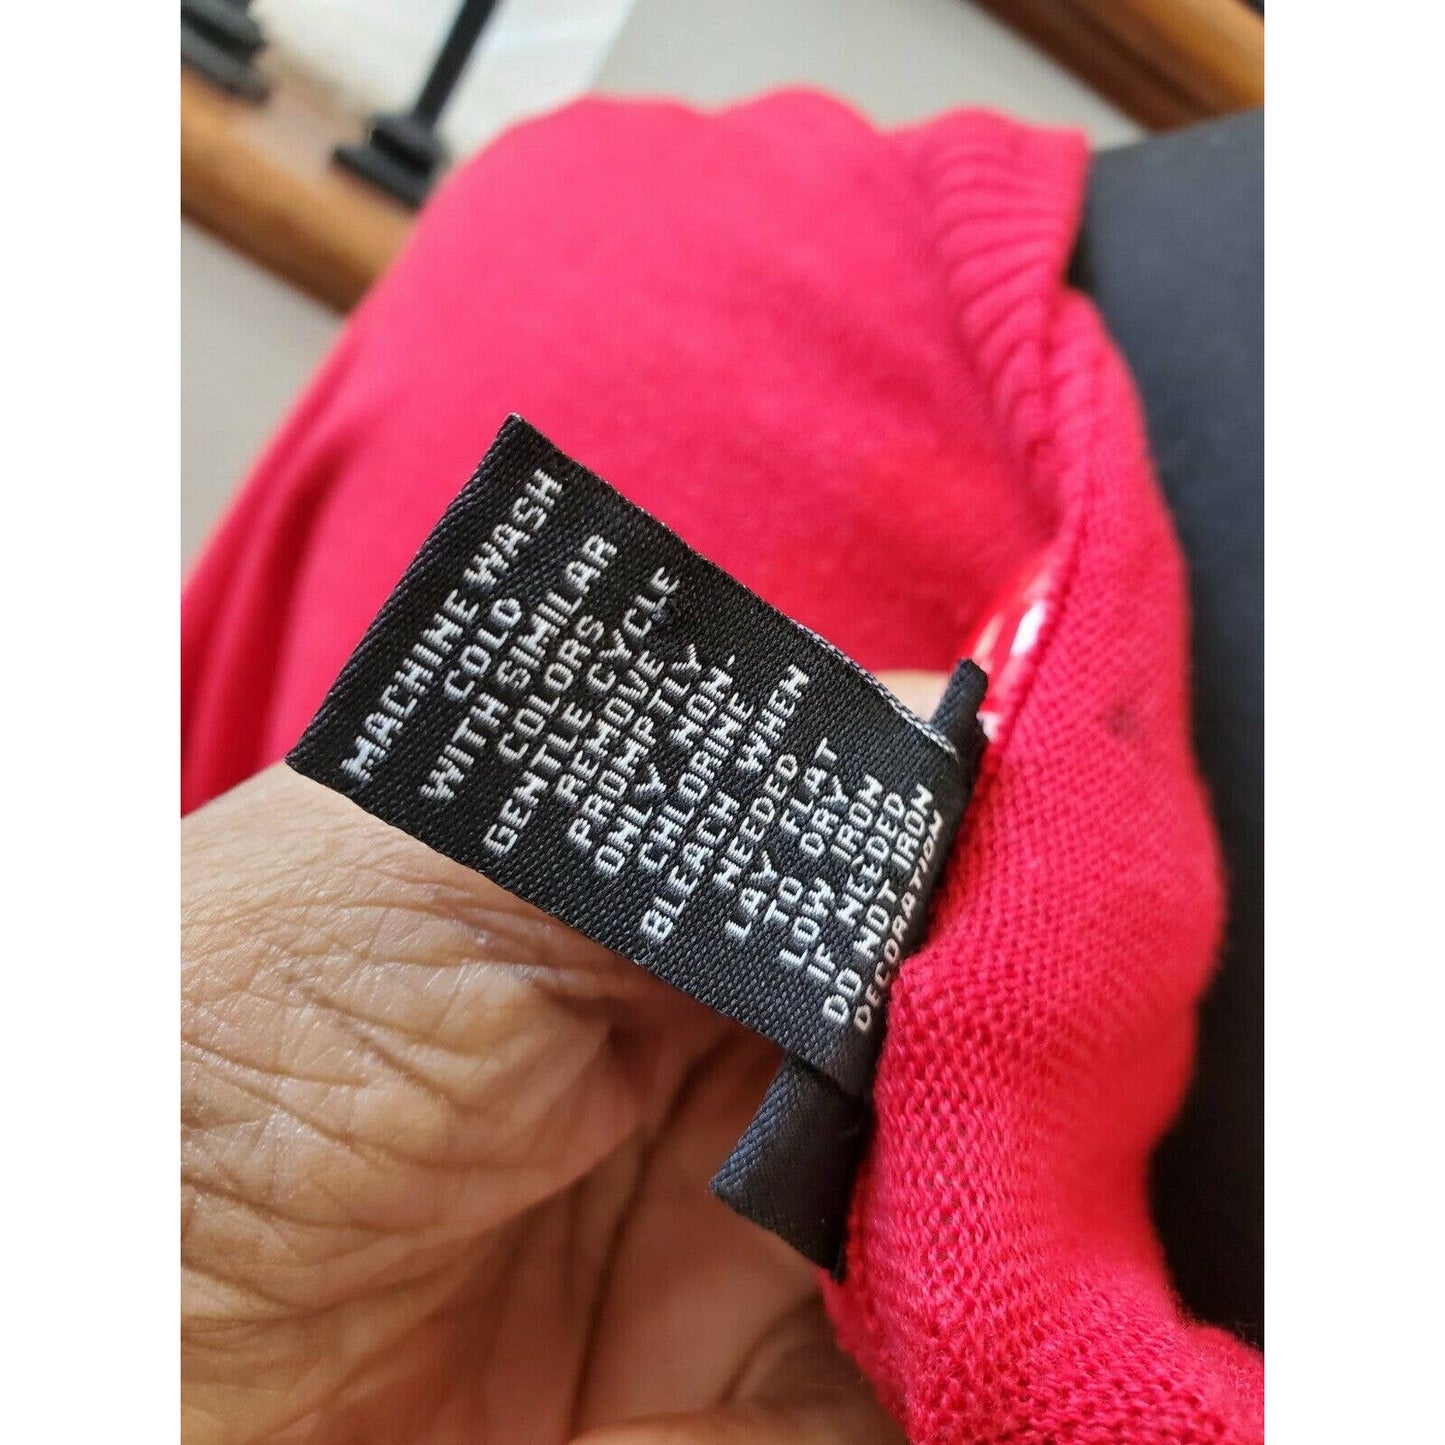 MACHINE WASH
COLD
WITH SIMILAR
COLORS
GENTLE CYCLE
REMOVE
PROMPTLY
ONLY NON-
CHLORINE
BLEACH WHEN
NEEDED
LAY FLAT
TO DRY
LOW IRON
IF NEEDED
DO NOT IRON
DECORATION